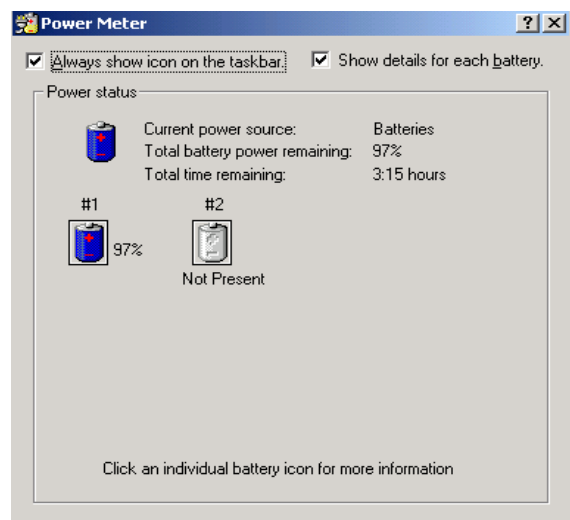 Power Meter
Always show icon on the taskbar. Show details for each battery.
Power status
Current power source: Batteries
Total battery power remaining: 97%
Total time remaining: 3:15 hours
#1 #2
97%
Not Present
Click an individual battery icon for more information